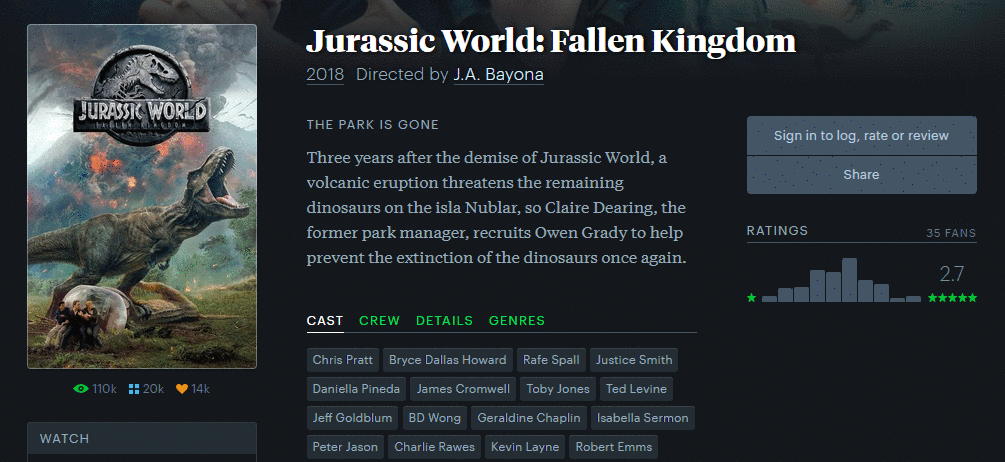 JURASSIC WORLD
Jurassic World: Fallen Kingdom
2018 Directed by J.A. Bayona
THE PARK IS GONE
Three years after the demise of Jurassic World, a
volcanic eruption threatens the remaining
dinosaurs on the isla Nublar, so Claire Dearing, the
former park manager, recruits Owen Grady to help
prevent the extinction of the dinosaurs once again.
Sign in to log, rate or review
Share
RATINGS 35 FANS
2.7
CAST CREW DETAILS GENRES
Chris Pratt Bryce Dallas Howard Rafe Spall Justice Smith
Daniella Pineda James Cromwell Toby Jones Ted Levine
Jeff Goldblum BD Wong Geraldine Chaplin Isabella Sermon
Peter Jason Charlie Rawes Kevin Layne Robert Emms
110k 20k 14k
WATCH